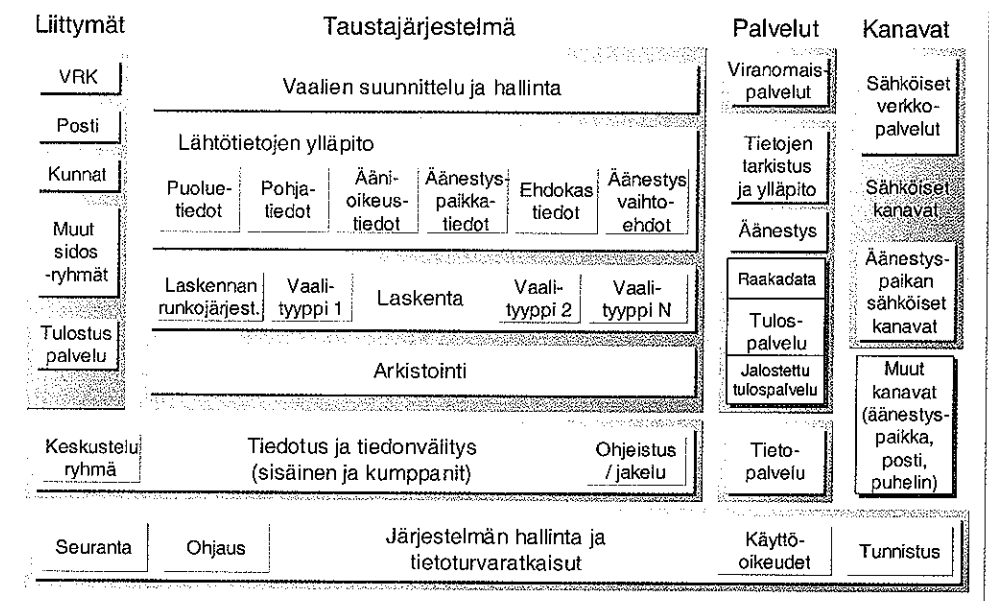 Liittymät
Taustajärjestelmä
Palvelut
Kanavat
VRK
Posti
Kunnat
Muut
sidos
-ryhmät
Tulostus
palvelu
Vaalien suunnittelu ja hallinta
Lähtötietojen ylläpito
Puolue-
tiedot
Pohja-
tiedot
Ääni-
oikeus-
tiedot
Äänestys-
paikka-
tiedot
Ehdokas
tiedot
Äänestys
vaihto-
ehdot
Laskennan
runkojärjest.
Vaali-
tyyppi 1
Laskenta
Vaali-
tyyppi 2
Vaali-
tyyppi N
Arkistointi
Viranomais-
palvelut
Tietojen
tarkistus
ja ylläpito
Äänestys
Raakadata
Tulos-
palvelu
Jalostettu
tulospalvelu
Sähköiset
verkko-
palvelut
Sähköiset
kanavat
Äänestys-
paikan
sähköiset
kanavat
Muut
kanavat
(äänestys-
paikka,
posti,
puhelin)
Keskustelu
ryhmä
Tiedotus ja tiedonvälitys
(sisäinen ja kumppanit)
Ohjeistus
/ jakelu
Tieto-
palvelu
Seuranta
Ohjaus
Järjestelmän hallinta ja
tietoturvaratkaisut
Käyttö-
oikeudet
Tunnistus